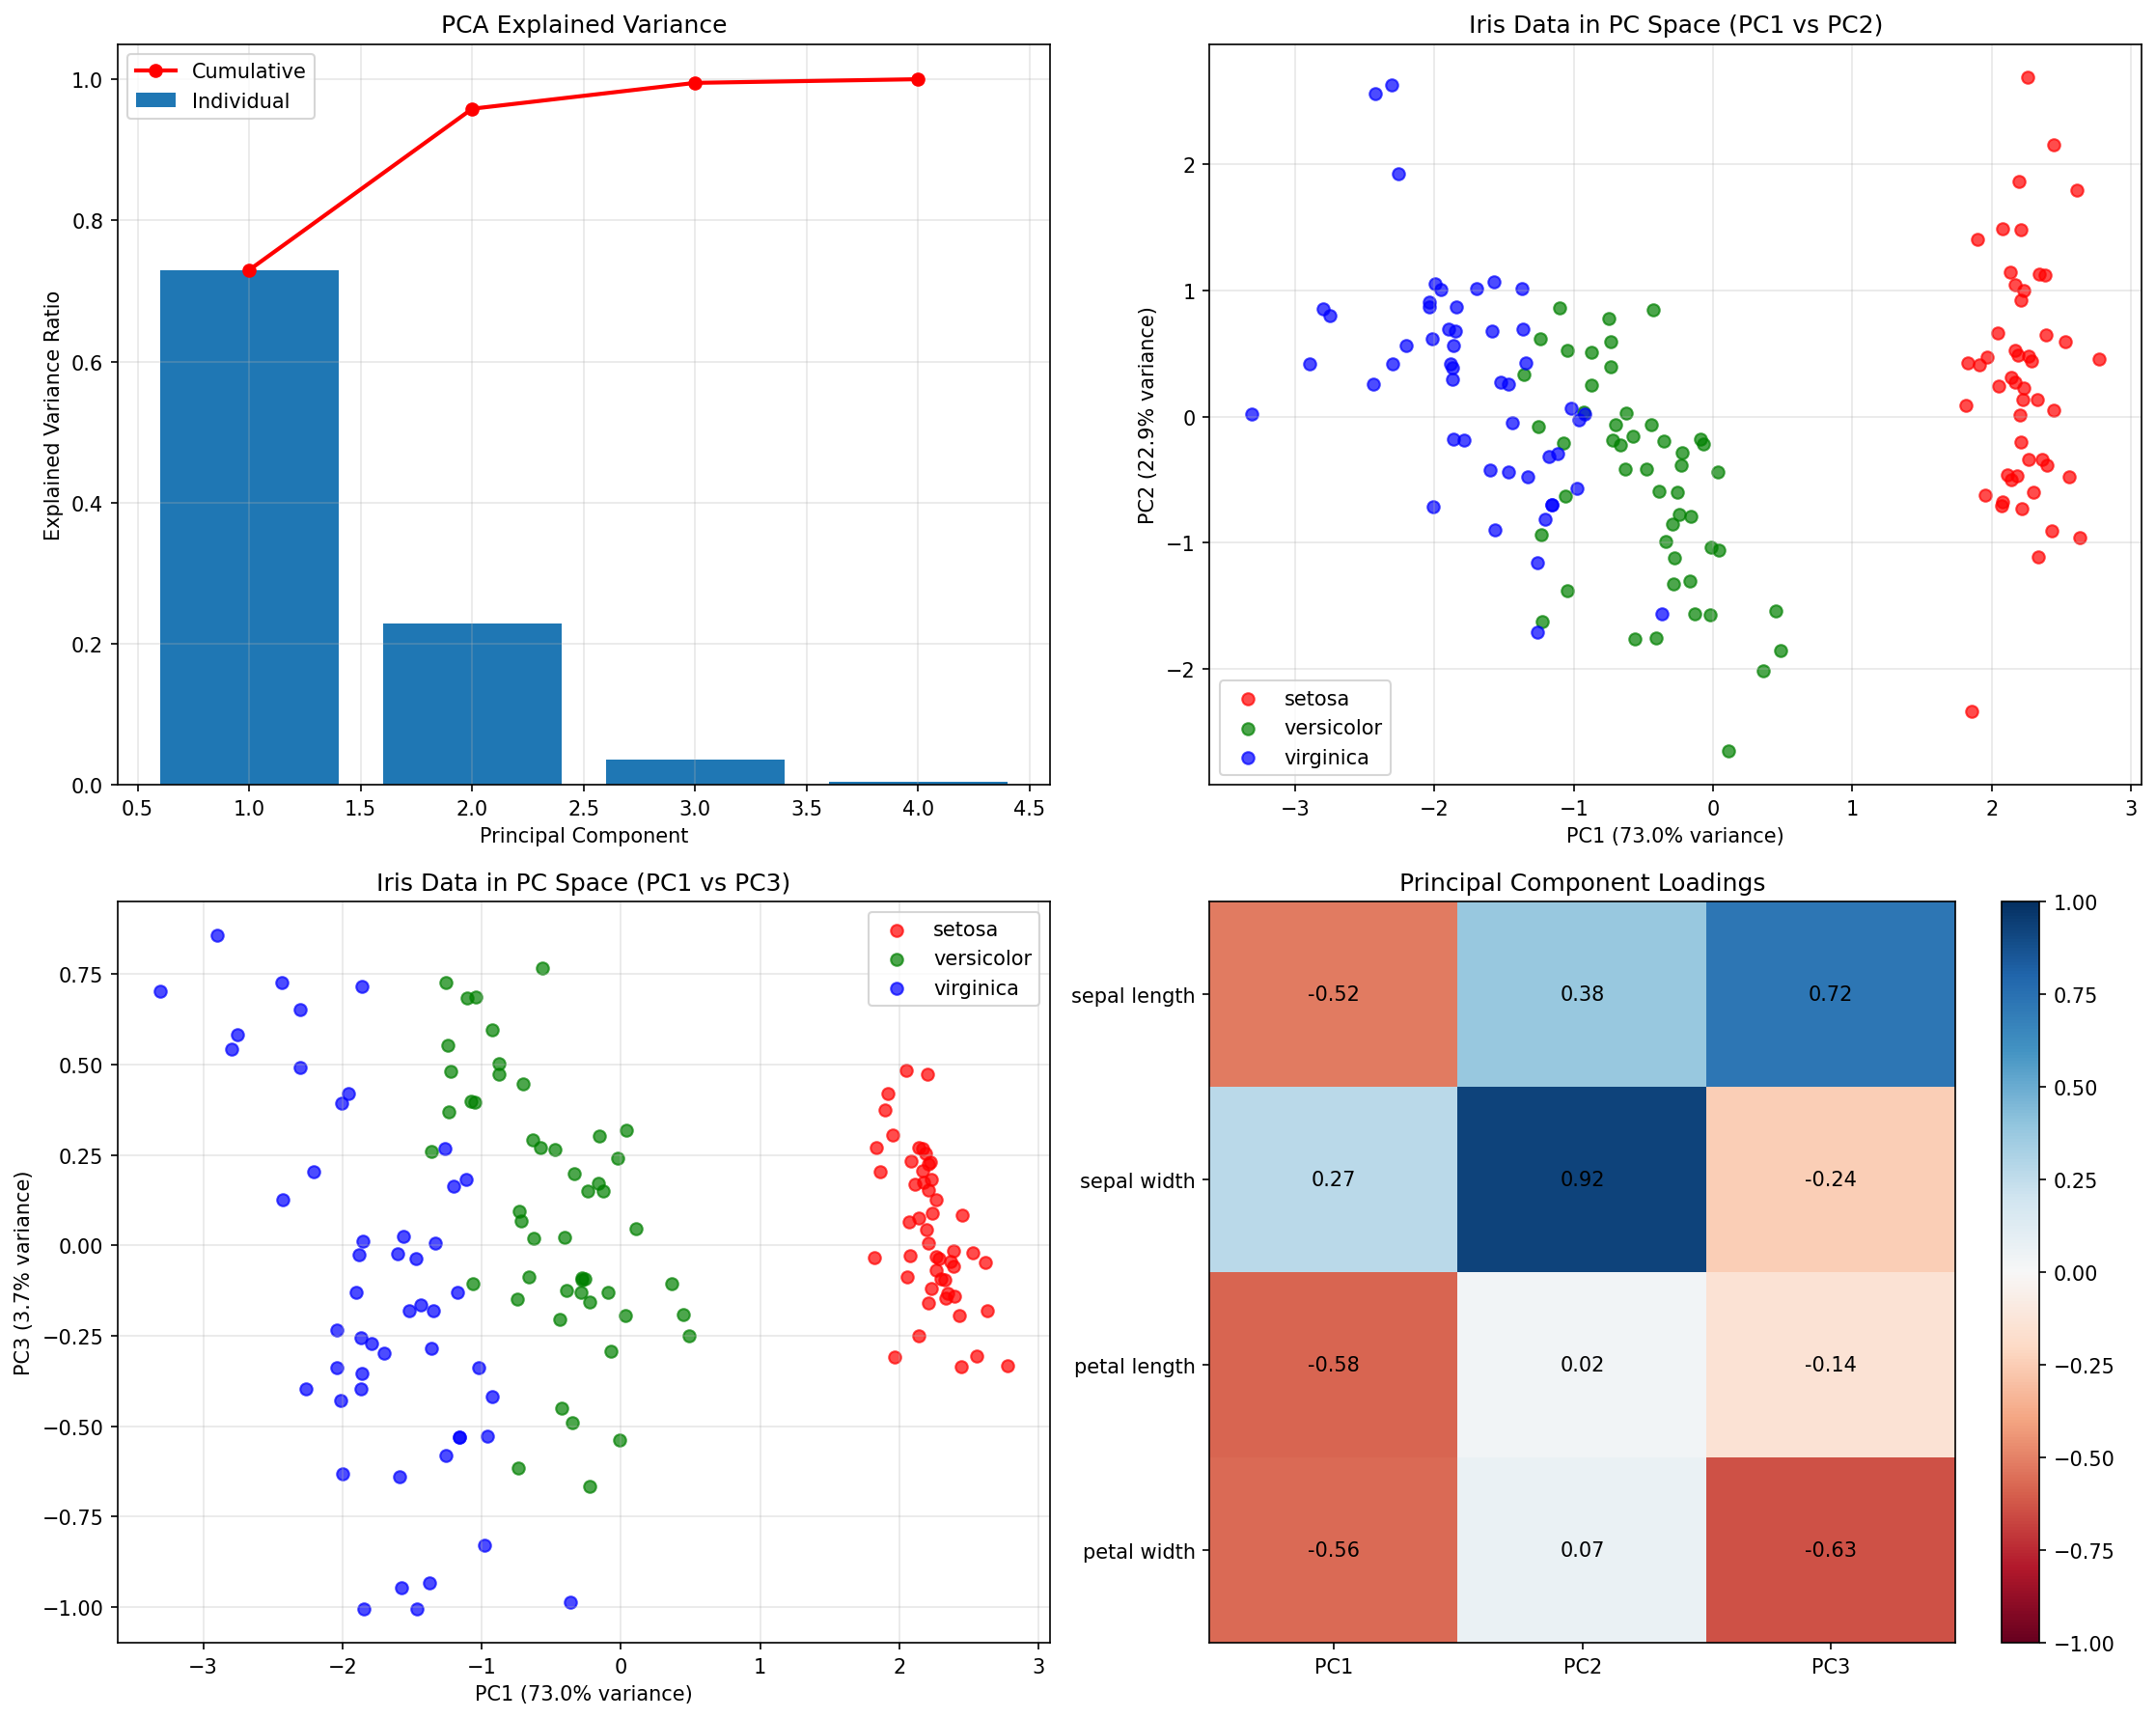 PCA Explained Variance
Cumulative
Individual
1.0
0.8
0.6
0.4
0.2
0.0
Explained Variance Ratio
0.5 1.0 1.5 2.0 2.5 3.0 3.5 4.0 4.5
Principal Component
Iris Data in PC Space (PC1 vs PC2)
2
1
0
−1
−2
PC2 (22.9% variance)
setosa
versicolor
virginica
−3 −2 −1 0 1 2 3
PC1 (73.0% variance)
Iris Data in PC Space (PC1 vs PC3)
setosa
versicolor
virginica
0.75
0.50
0.25
0.00
−0.25
−0.50
−0.75
−1.00
PC3 (3.7% variance)
−3 −2 −1 0 1 2 3
PC1 (73.0% variance)
Principal Component Loadings
sepal length -0.52 0.38 0.72
sepal width 0.27 0.92 -0.24
petal length -0.58 0.02 -0.14
petal width -0.56 0.07 -0.63
PC1 PC2 PC3
1.00
0.75
0.50
0.25
0.00
−0.25
−0.50
−0.75
−1.00